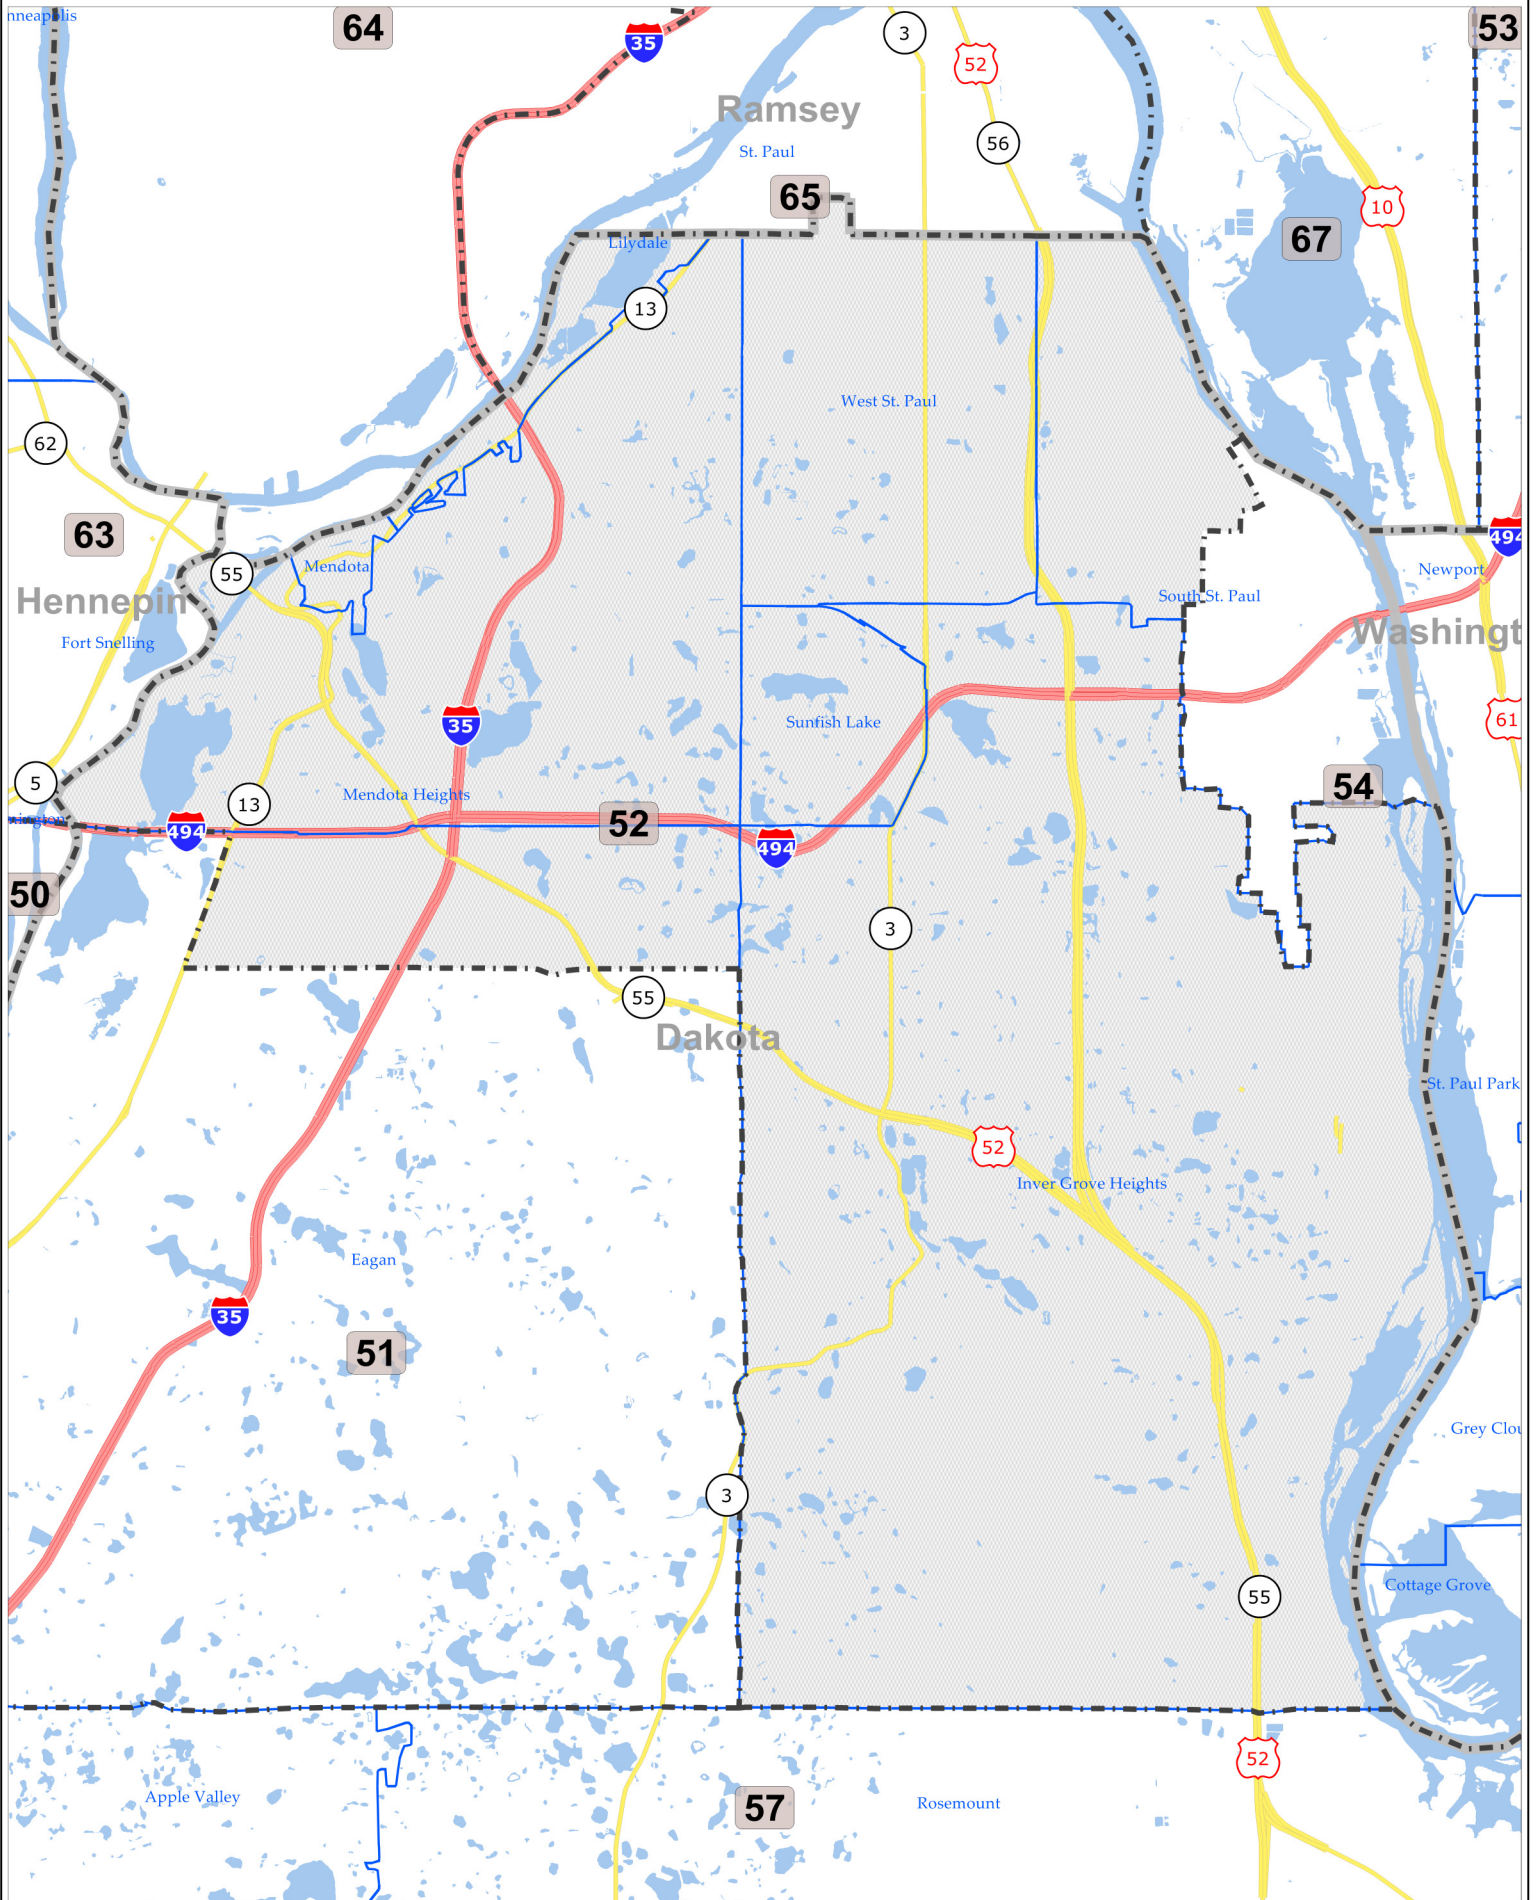 nneapolis
64
35
3
53
52
Ramsey
St. Paul
56
65
10
67
Lilydale
13
West St. Paul
62
63
494
55
Mendota
Newport
Hennepin
South St. Paul
Fort Snelling
Washingt
35
Sunfish Lake
61
5
54
Mendota Heights
13
494
52
494
50
3
55
Dakota
St. Paul Park
52
Inver Grove Heights
Eagan
35
51
Grey Clou
3
Cottage Grove
55
52
Apple Valley
57
Rosemount